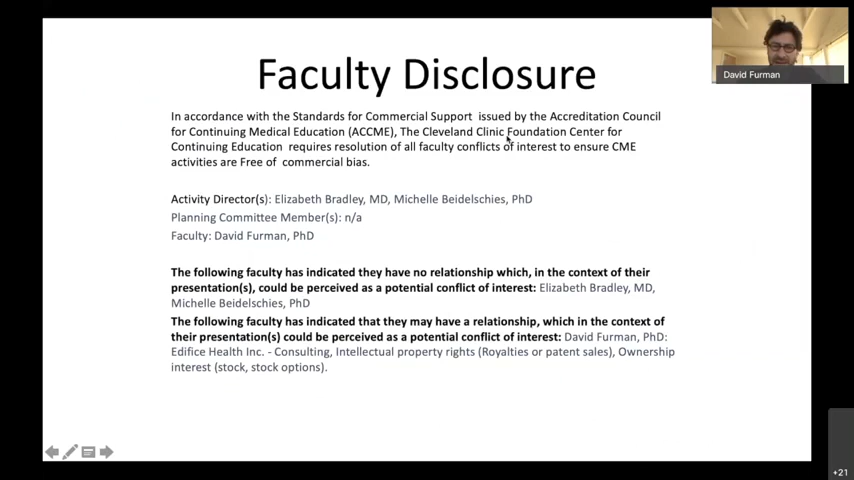 Faculty Disclosure
David Furman
In accordance with the Standards for Commercial Support issued by the Accreditation Council
for Continuing Medical Education (ACCME), The Cleveland Clinic Foundation Center for
Continuing Education requires resolution of all faculty conflicts of interest to ensure CME
activities are Free of commercial bias.
Activity Director(s): Elizabeth Bradley, MD, Michelle Beidelschies, PhD
Planning Committee Member(s): n/a
Faculty: David Furman, PhD
The following faculty has indicated they have no relationship which, in the context of their
presentation(s), could be perceived as a potential conflict of interest: Elizabeth Bradley, MD,
Michelle Beidelschies, PhD
The following faculty has indicated that they may have a relationship, which in the context of
their presentation(s) could be perceived as a potential conflict of interest: David Furman, PhD:
Edifice Health Inc. - Consulting, Intellectual property rights (Royalties or patent sales), Ownership
interest (stock, stock options).
+21